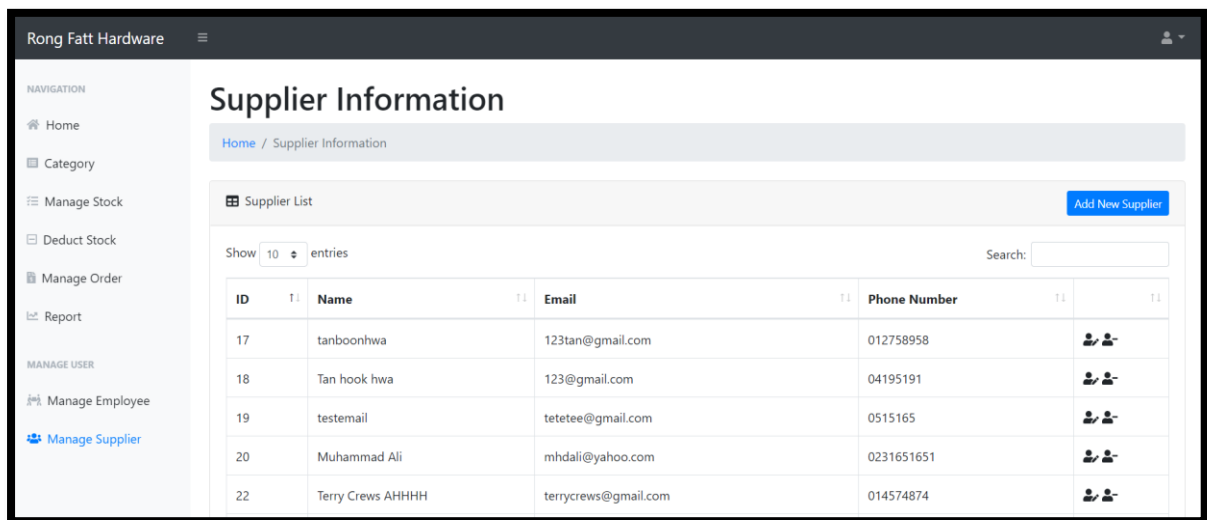 Rong Fatt Hardware
NAVIGATION
Home
Category
Manage Stock
Deduct Stock
Manage Order
Report
MANAGE USER
Manage Employee
Manage Supplier
Supplier Information
Home / Supplier Information
Supplier List
Add New Supplier
Show 10 entries
Search:
ID Name Email Phone Number
17 tanboonhwa 123tan@gmail.com 012758958
18 Tan hook hwa 123@gmail.com 04195191
19 testemail tetetee@gmail.com 0515165
20 Muhammad Ali mhdali@yahoo.com 0231651651
22 Terry Crews AHHHH terrycrews@gmail.com 014574874